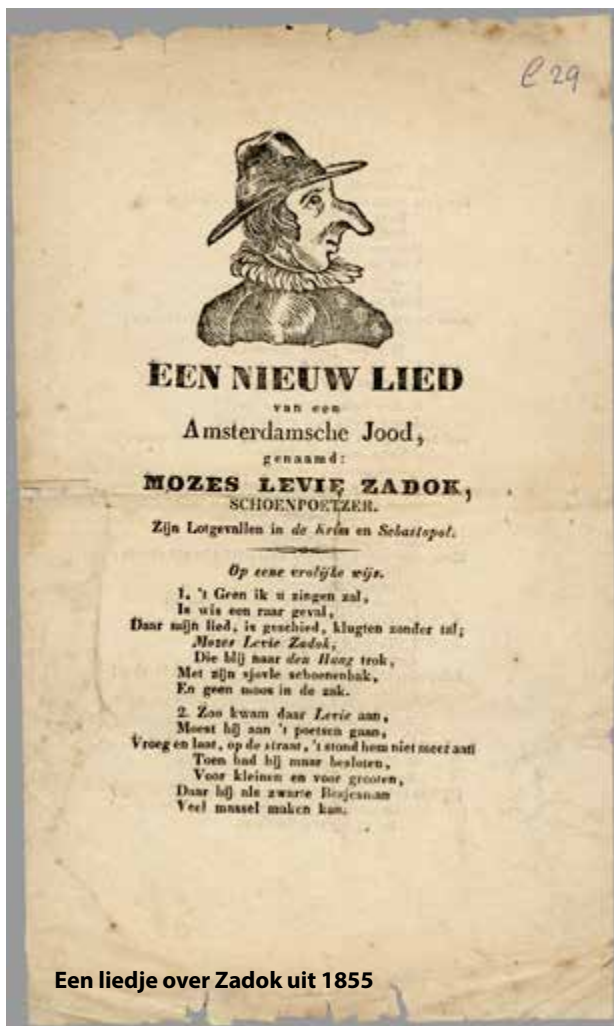 C 29
EEN NIEUW LIED
van een
Amsterdamsche Jood,
genaamd:
MOZES LEVIE ZADOK,
SCHOENPOETZER.
Zijn Lotgevallen in de Krim en Sebastopol.
Op eene vrolijke wijs.
1. 't Geen ik u zingen zal,
Is wis een raar geval,
Daar mijn lied, is geschied, klugten zonder tal;
Mozes Levie Zadok,
Die blij naar den Haag trok,
Met zijn sjovle schoenenbak,
En geen moos in de zak.
2. Zoo kwam daar Levie aan,
Moest hij aan 't poetsen gaan,
Vroeg en laat, op de straat, 't stond hem niet meer aan
Toen had hij maar besloten,
Voor kleinen en voor grooten,
Daar hij als zwarte
Veel massel maken kan.
Een liedje over Zadok uit 1855